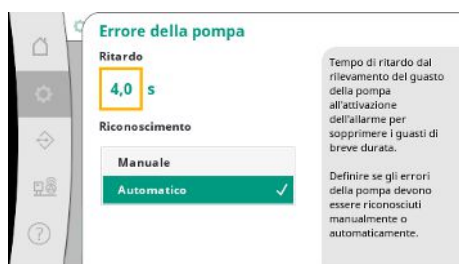 Errore della pompa
Ritardo
4,0 s
Riconoscimento
Manuale
Automatico
Tempo di ritardo dal
rilevamento del guasto
della pompa
all'attivazione
dell'allarme per
sopprimere i guasti di
breve durata.
Definire se gli errori
della pompa devono
essere riconosciuti
manualmente o
automaticamente.